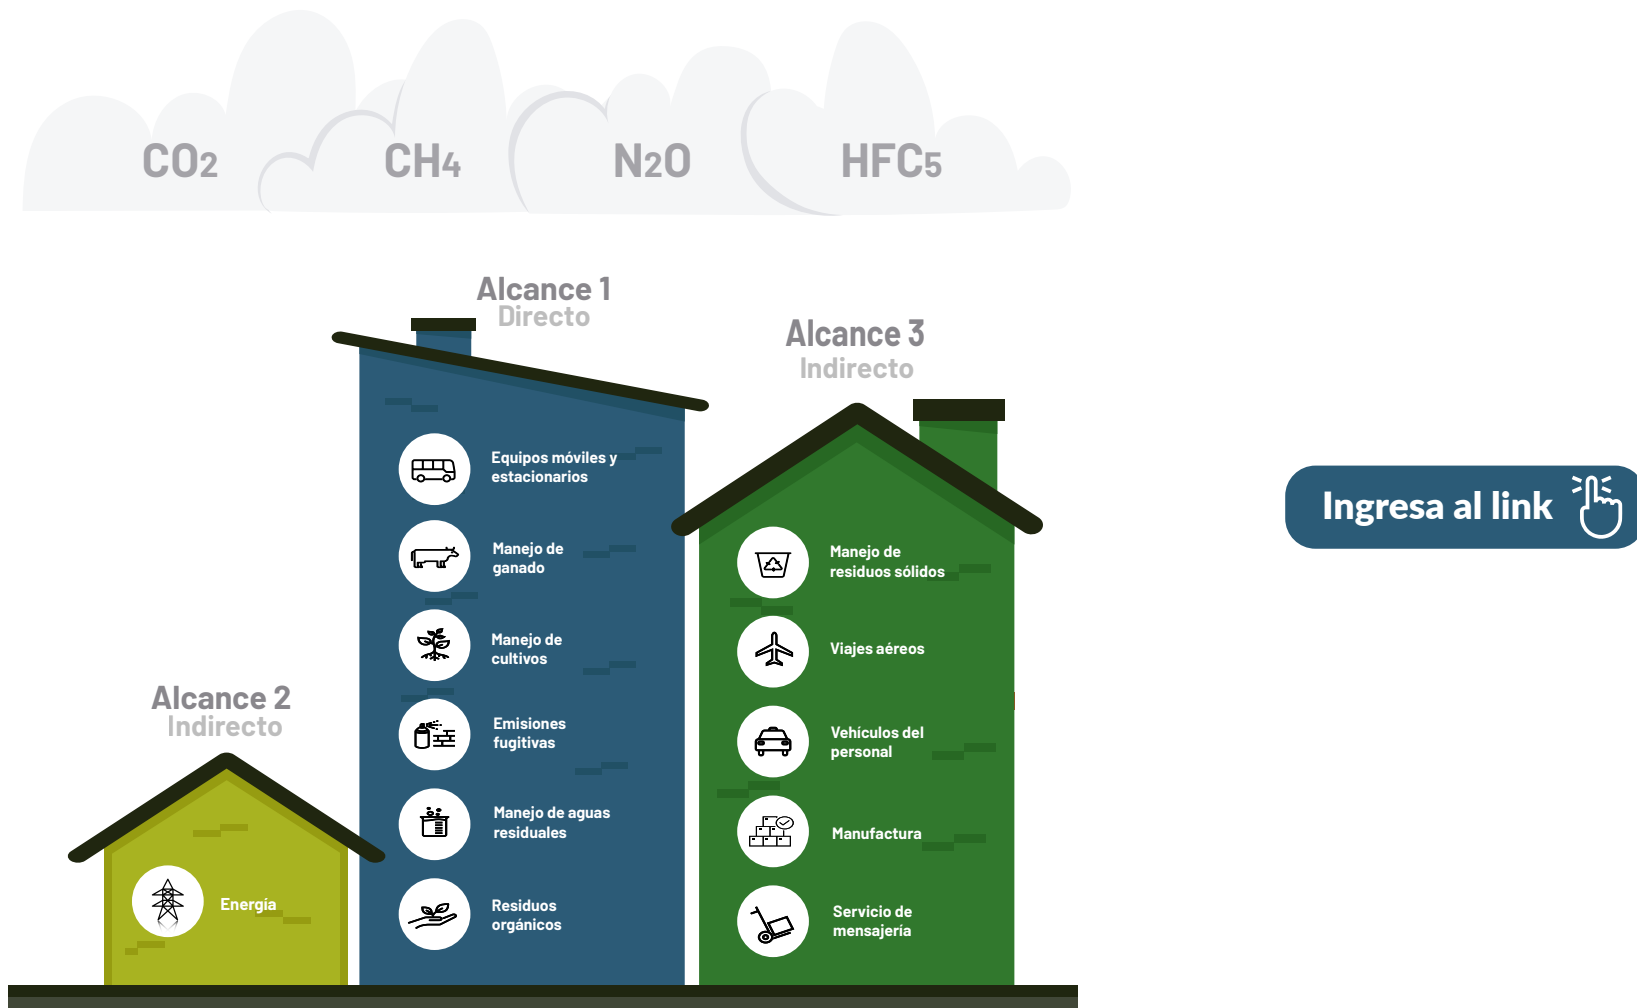 CO2 CH4 N2O HFC5
Alcance 1
Directo
Equipos móviles y
estacionarios
Manejo de
ganado
Manejo de
cultivos
Emisiones
fugitivas
Manejo de aguas
residuales
Residuos
orgánicos
Alcance 2
Indirecto
Energía
Alcance 3
Indirecto
Manejo de
residuos sólidos
Viajes aéreos
Vehículos del
personal
Manufactura
Servicio de
mensajería
Ingresa al link